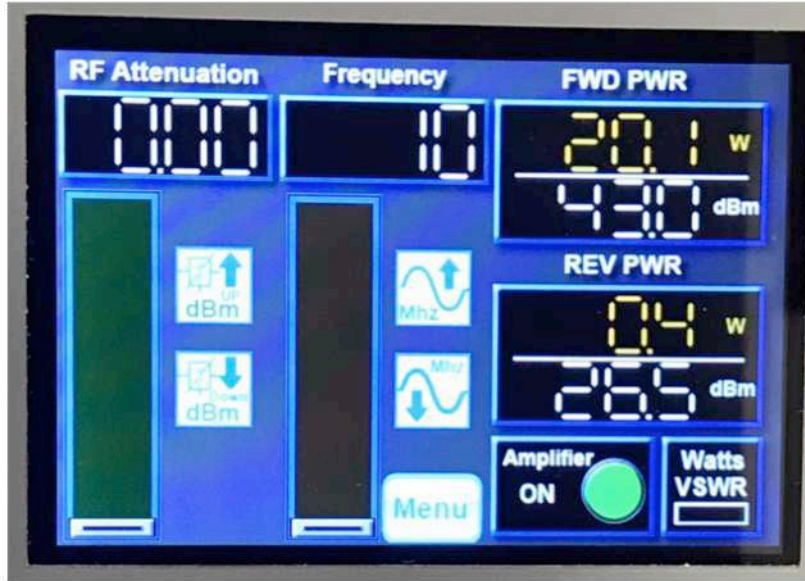 RF Attenuation
0.00
Frequency
10
FWD PWR
20.1 W
43.0 dBm
UP
dBm
Down
dBm
Mhz
Mhz
REV PWR
0.4 W
26.5 dBm
Amplifier
ON
Watts
VSWR
Menu